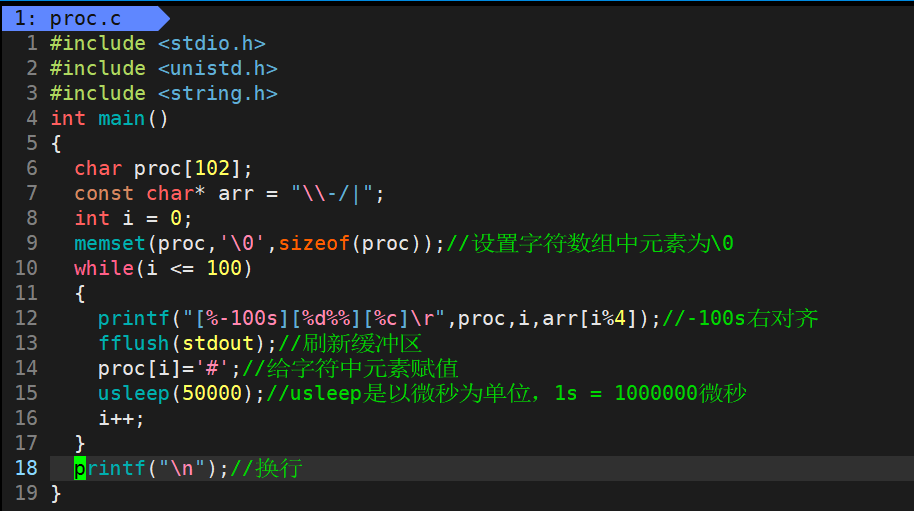 1: proc.c
1 #include <stdio.h>
2 #include <unistd.h>
3 #include <string.h>
4 int main()
5 {
6   char proc[102];
7   const char* arr = "\\-/|";
8   int i = 0;
9   memset(proc,'\0',sizeof(proc));//设置字符数组中元素为\0
10   while(i <= 100)
11   {
12     printf("[%-100s][%d%%][%c]\r",proc,i,arr[i%4]);//-100s右对齐
13     fflush(stdout);//刷新缓冲区
14     proc[i]='#';//给字符中元素赋值
15     usleep(50000);//usleep是以微秒为单位，1s = 1000000微秒
16     i++;
17   }
18   printf("\n");//换行
19 }